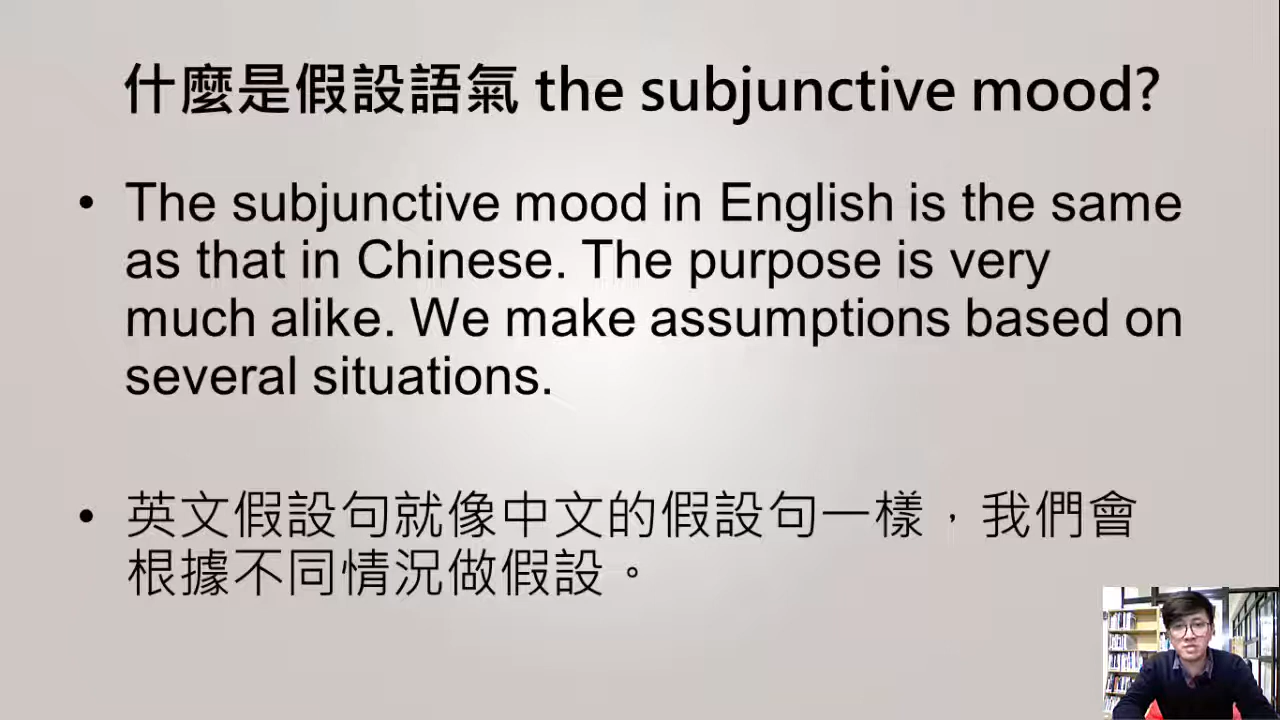 什麼是假設語氣 the subjunctive mood?
• The subjunctive mood in English is the same
as that in Chinese. The purpose is very
much alike. We make assumptions based on
several situations.
• 英文假設句就像中文的假設句一樣，我們會
根據不同情況做假設。